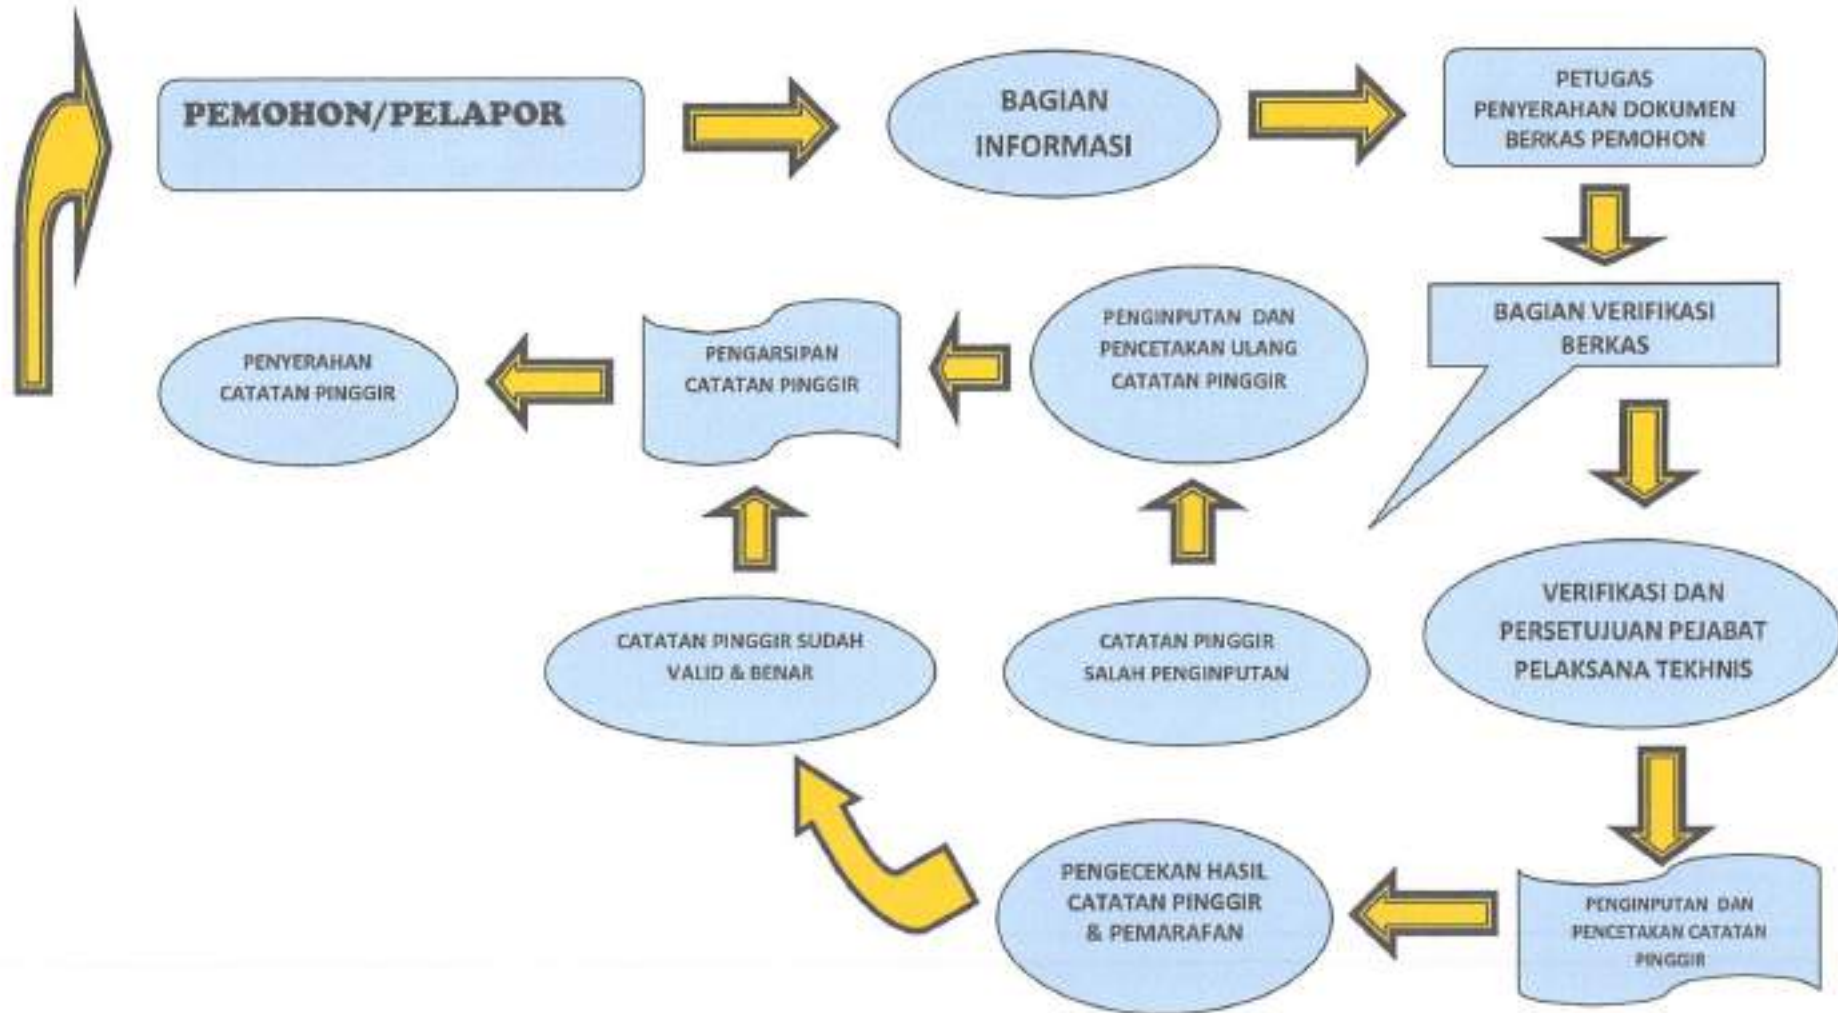 PEMOHON/PELAPOR
BAGIAN
INFORMASI
PETUGAS
PENYERAHAN DOKUMEN
BERKAS PEMOHON
BAGIAN VERIFIKASI
BERKAS
PENGINPUTAN DAN
PENCETAKAN ULANG
CATATAN PINGGIR
PENGARSIPAN
CATATAN PINGGIR
PENYERAHAN
CATATAN PINGGIR
CATATAN PINGGIR SUDAH
VALID & BENAR
CATATAN PINGGIR
SALAH PENGINPUTAN
VERIFIKASI DAN
PERSETUJUAN PEJABAT
PELAKSANA TEKHNIS
PENGECEKAN HASIL
CATATAN PINGGIR
& PEMARAFAN
PENGINPUTAN DAN
PENCETAKAN CATATAN
PINGGIR